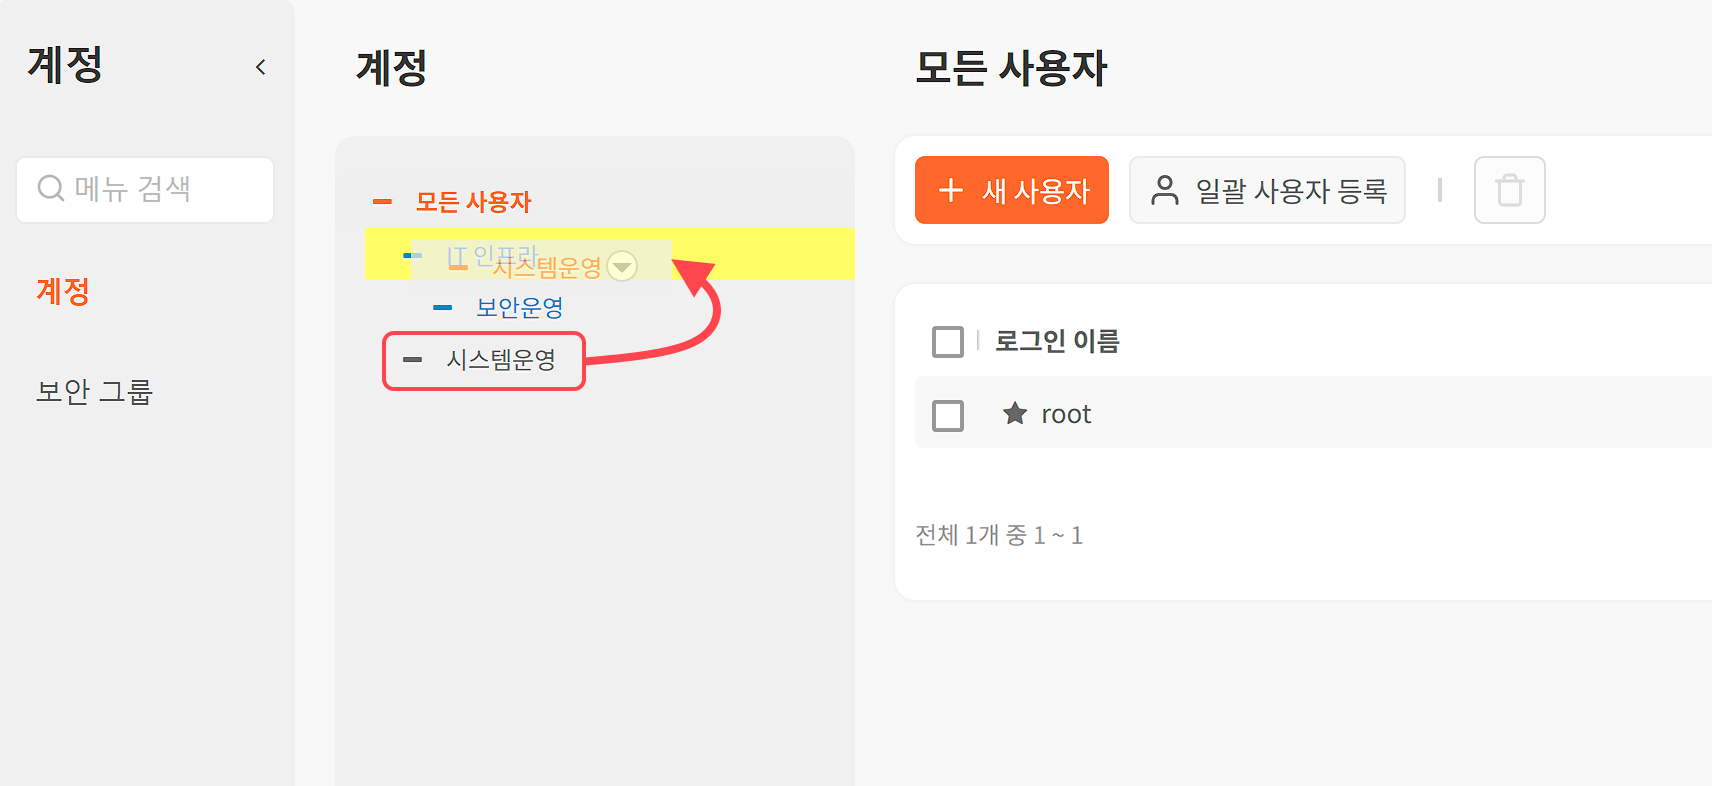 계정
메뉴 검색
계정
보안 그룹
계정
모든 사용자
IT 인프라
시스템운영
보안운영
시스템운영
모든 사용자
새 사용자
일괄 사용자 등록
로그인 이름
root
전체 1개 중 1 ~ 1